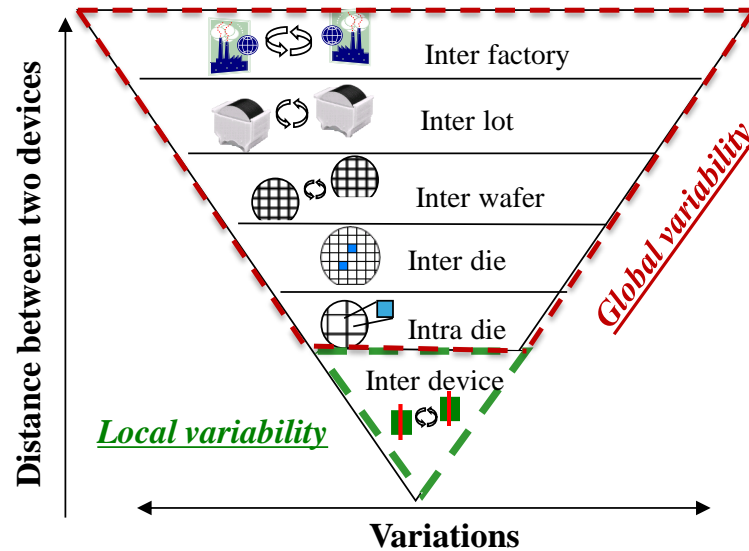 Inter factory
Inter lot
Inter wafer
Inter die
Intra die
Inter device
Local variability
Global variability
Distance between two devices
Variations